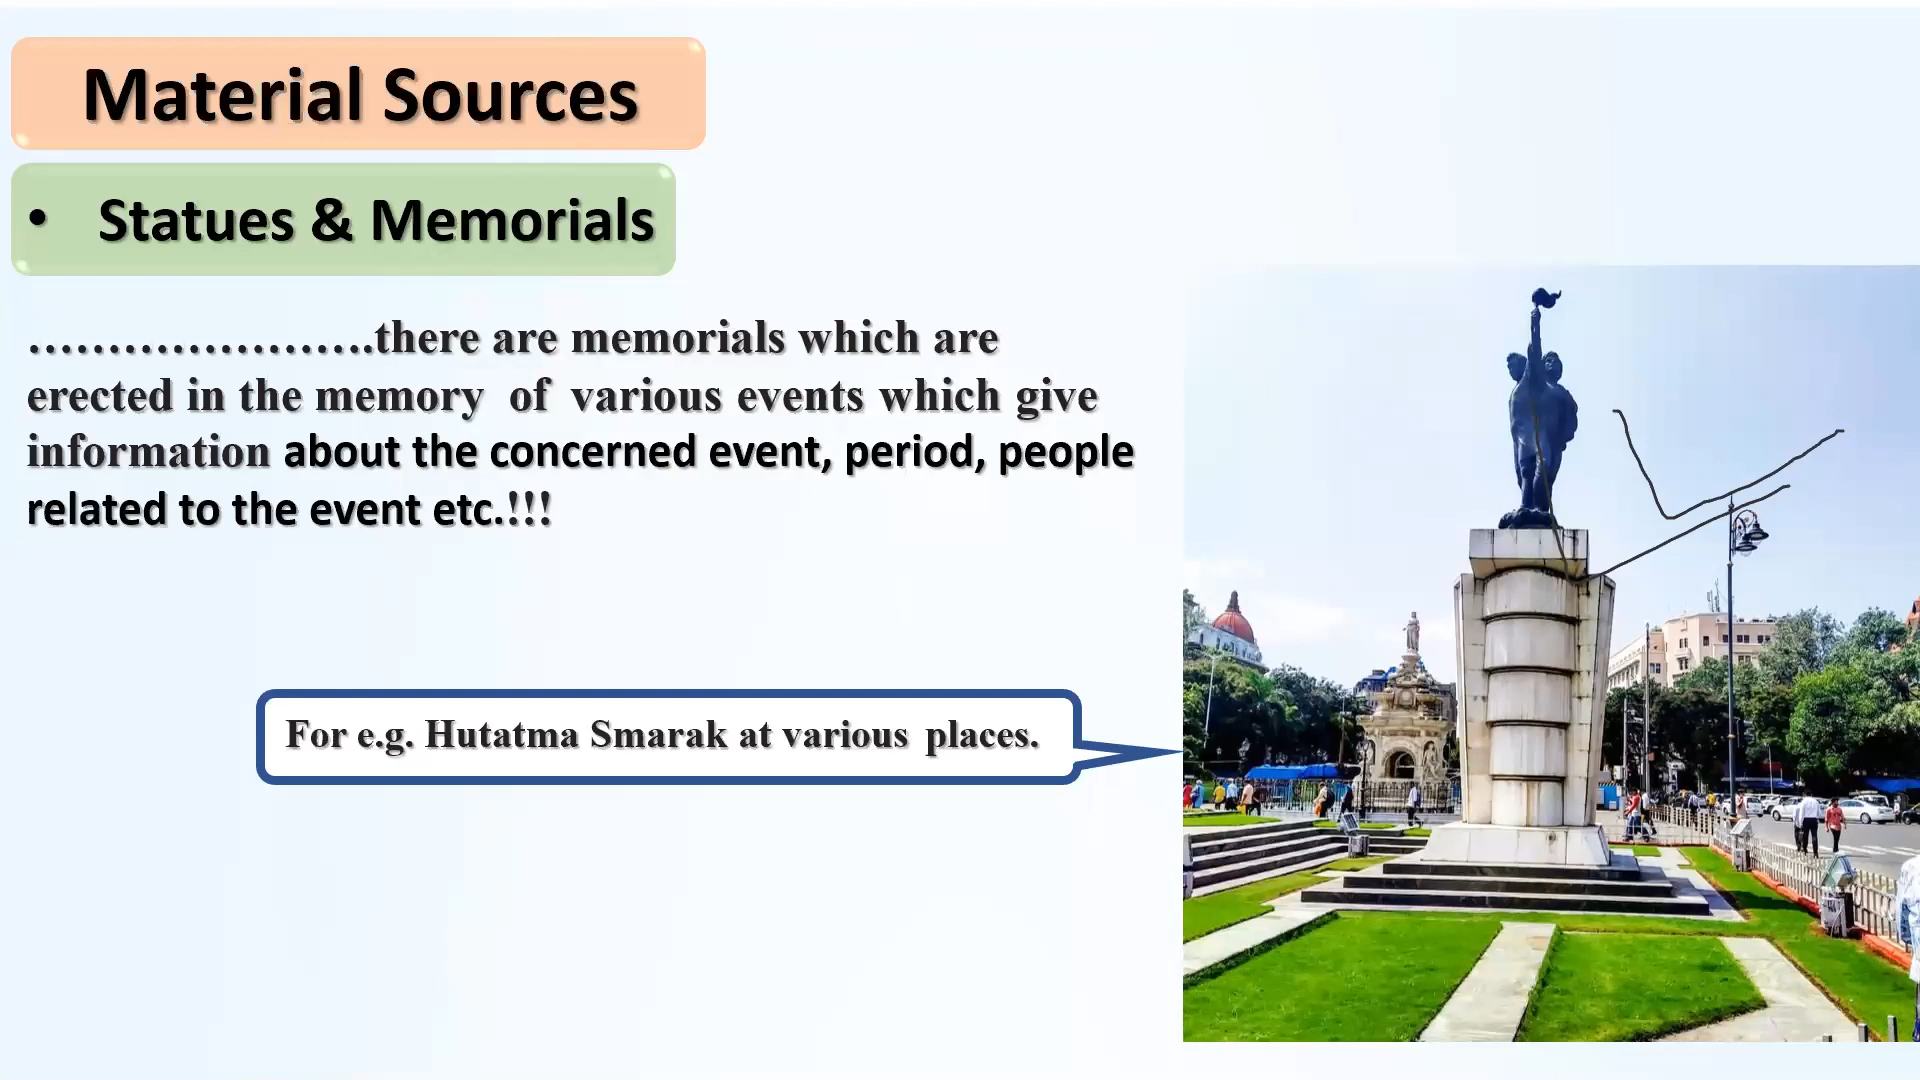 Material Sources
• Statues & Memorials
…………………….there are memorials which are
erected in the memory of various events which give
information about the concerned event, period, people
related to the event etc.!!!
For e.g. Hutatma Smarak at various places.